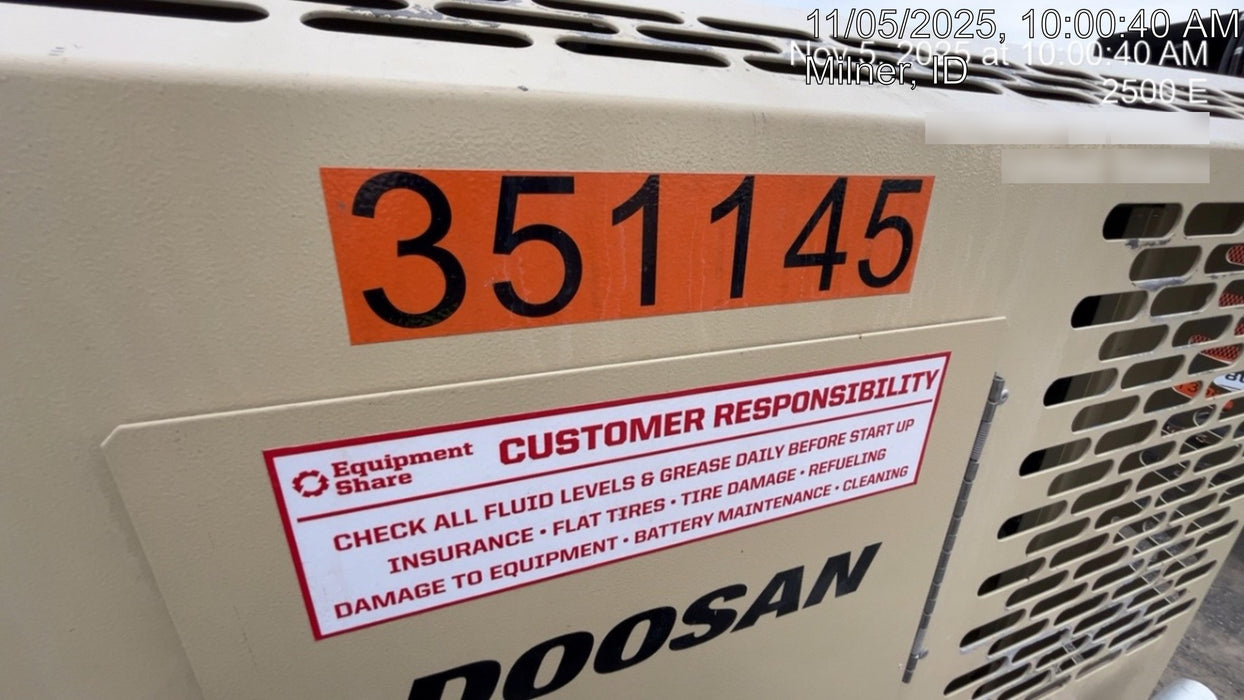 11/05/2025, 10:00:40 AM
Nov 5, 2025 at 10:00:40 AM
Milner, ID
2500 E
351145
Equipment
Share
CUSTOMER RESPONSIBILITY
CHECK ALL FLUID LEVELS & GREASE DAILY BEFORE START UP
INSURANCE • FLAT TIRES • TIRE DAMAGE • REFUELING
DAMAGE TO EQUIPMENT • BATTERY MAINTENANCE • CLEANING
DOOSAN